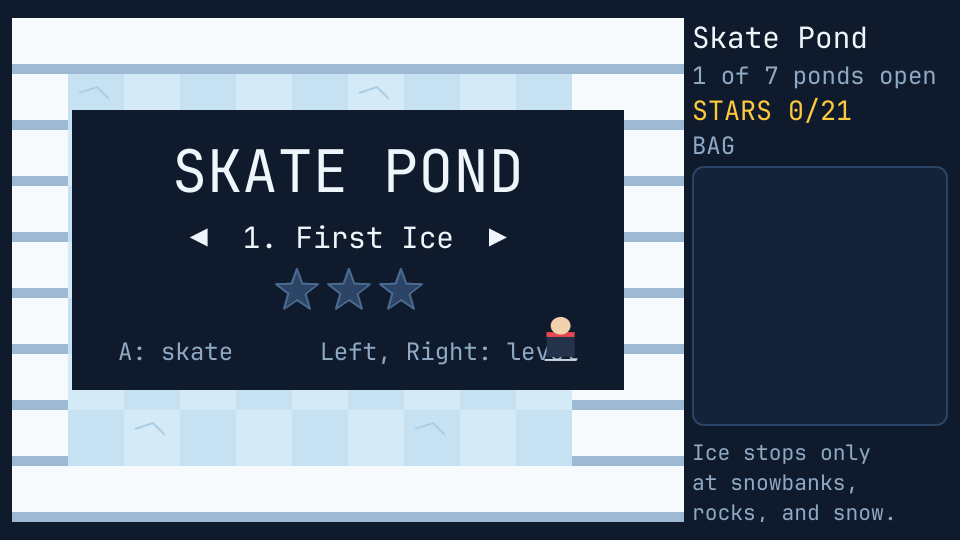 Skate Pond
1 of 7 ponds open
STARS 0/21
BAG
SKATE POND
◀ 1. First Ice ▶
A: skate Left, Right: level
Ice stops only
at snowbanks,
rocks, and snow.